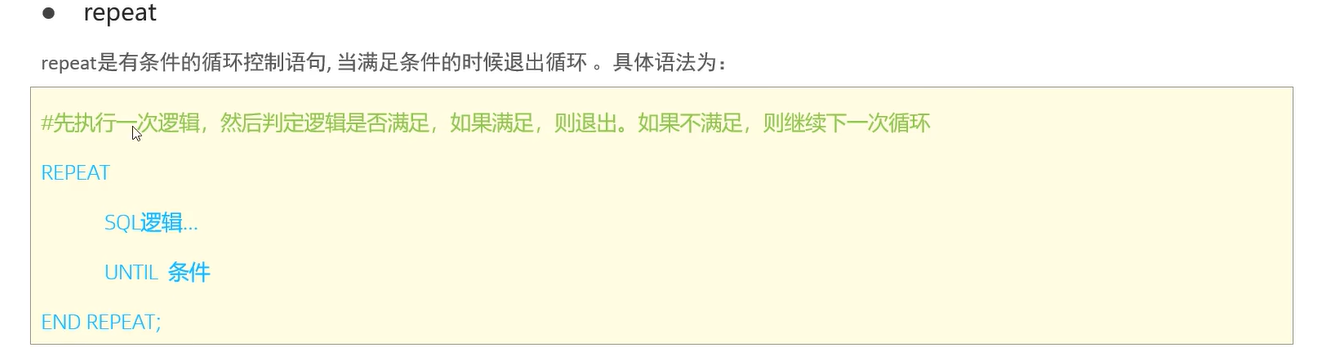 ● repeat
repeat是有条件的循环控制语句, 当满足条件的时候退出循环 。具体语法为：
#先执行一次逻辑，然后判定逻辑是否满足，如果满足，则退出。如果不满足，则继续下一次循环
REPEAT
SQL逻辑...
UNTIL 条件
END REPEAT;